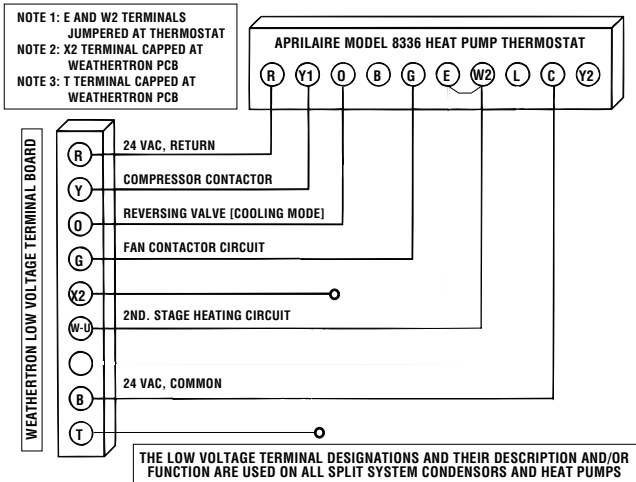 NOTE 1: E AND W2 TERMINALS
JUMPERED AT THERMOSTAT
NOTE 2: X2 TERMINAL CAPPED AT
WEATHERTRON PCB
NOTE 3: T TERMINAL CAPPED AT
WEATHERTRON PCB
APRILAIRE MODEL 8336 HEAT PUMP THERMOSTAT
R Y1 O B G E W2 L C Y2
WEATHERTRON LOW VOLTAGE TERMINAL BOARD
R 24 VAC, RETURN
Y COMPRESSOR CONTACTOR
O REVERSING VALVE [COOLING MODE]
G FAN CONTACTOR CIRCUIT
X2
W-U 2ND. STAGE HEATING CIRCUIT
B 24 VAC, COMMON
T
THE LOW VOLTAGE TERMINAL DESIGNATIONS AND THEIR DESCRIPTION AND/OR
FUNCTION ARE USED ON ALL SPLIT SYSTEM CONDENSORS AND HEAT PUMPS